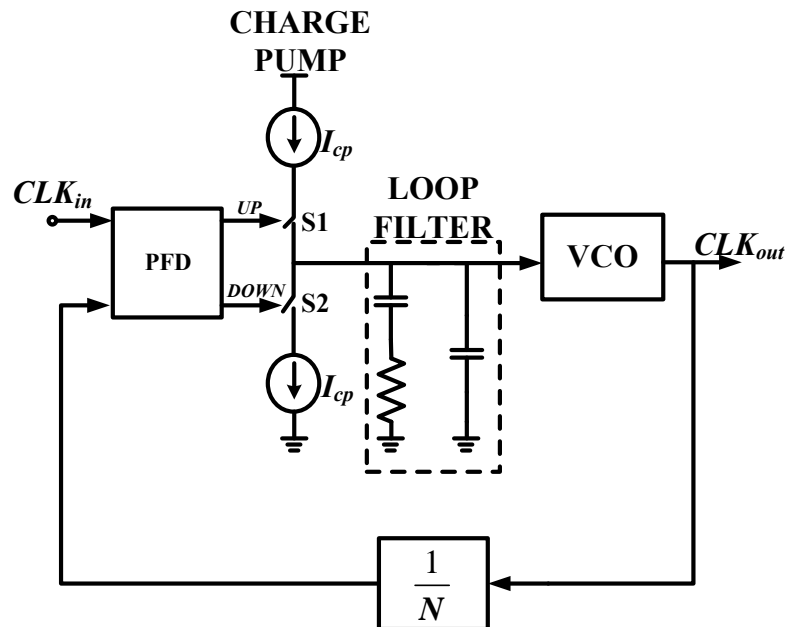 CHARGE
PUMP
Icp
CLKin
UP
S1
PFD
DOWN
S2
Icp
LOOP
FILTER
VCO
CLKout
1
N